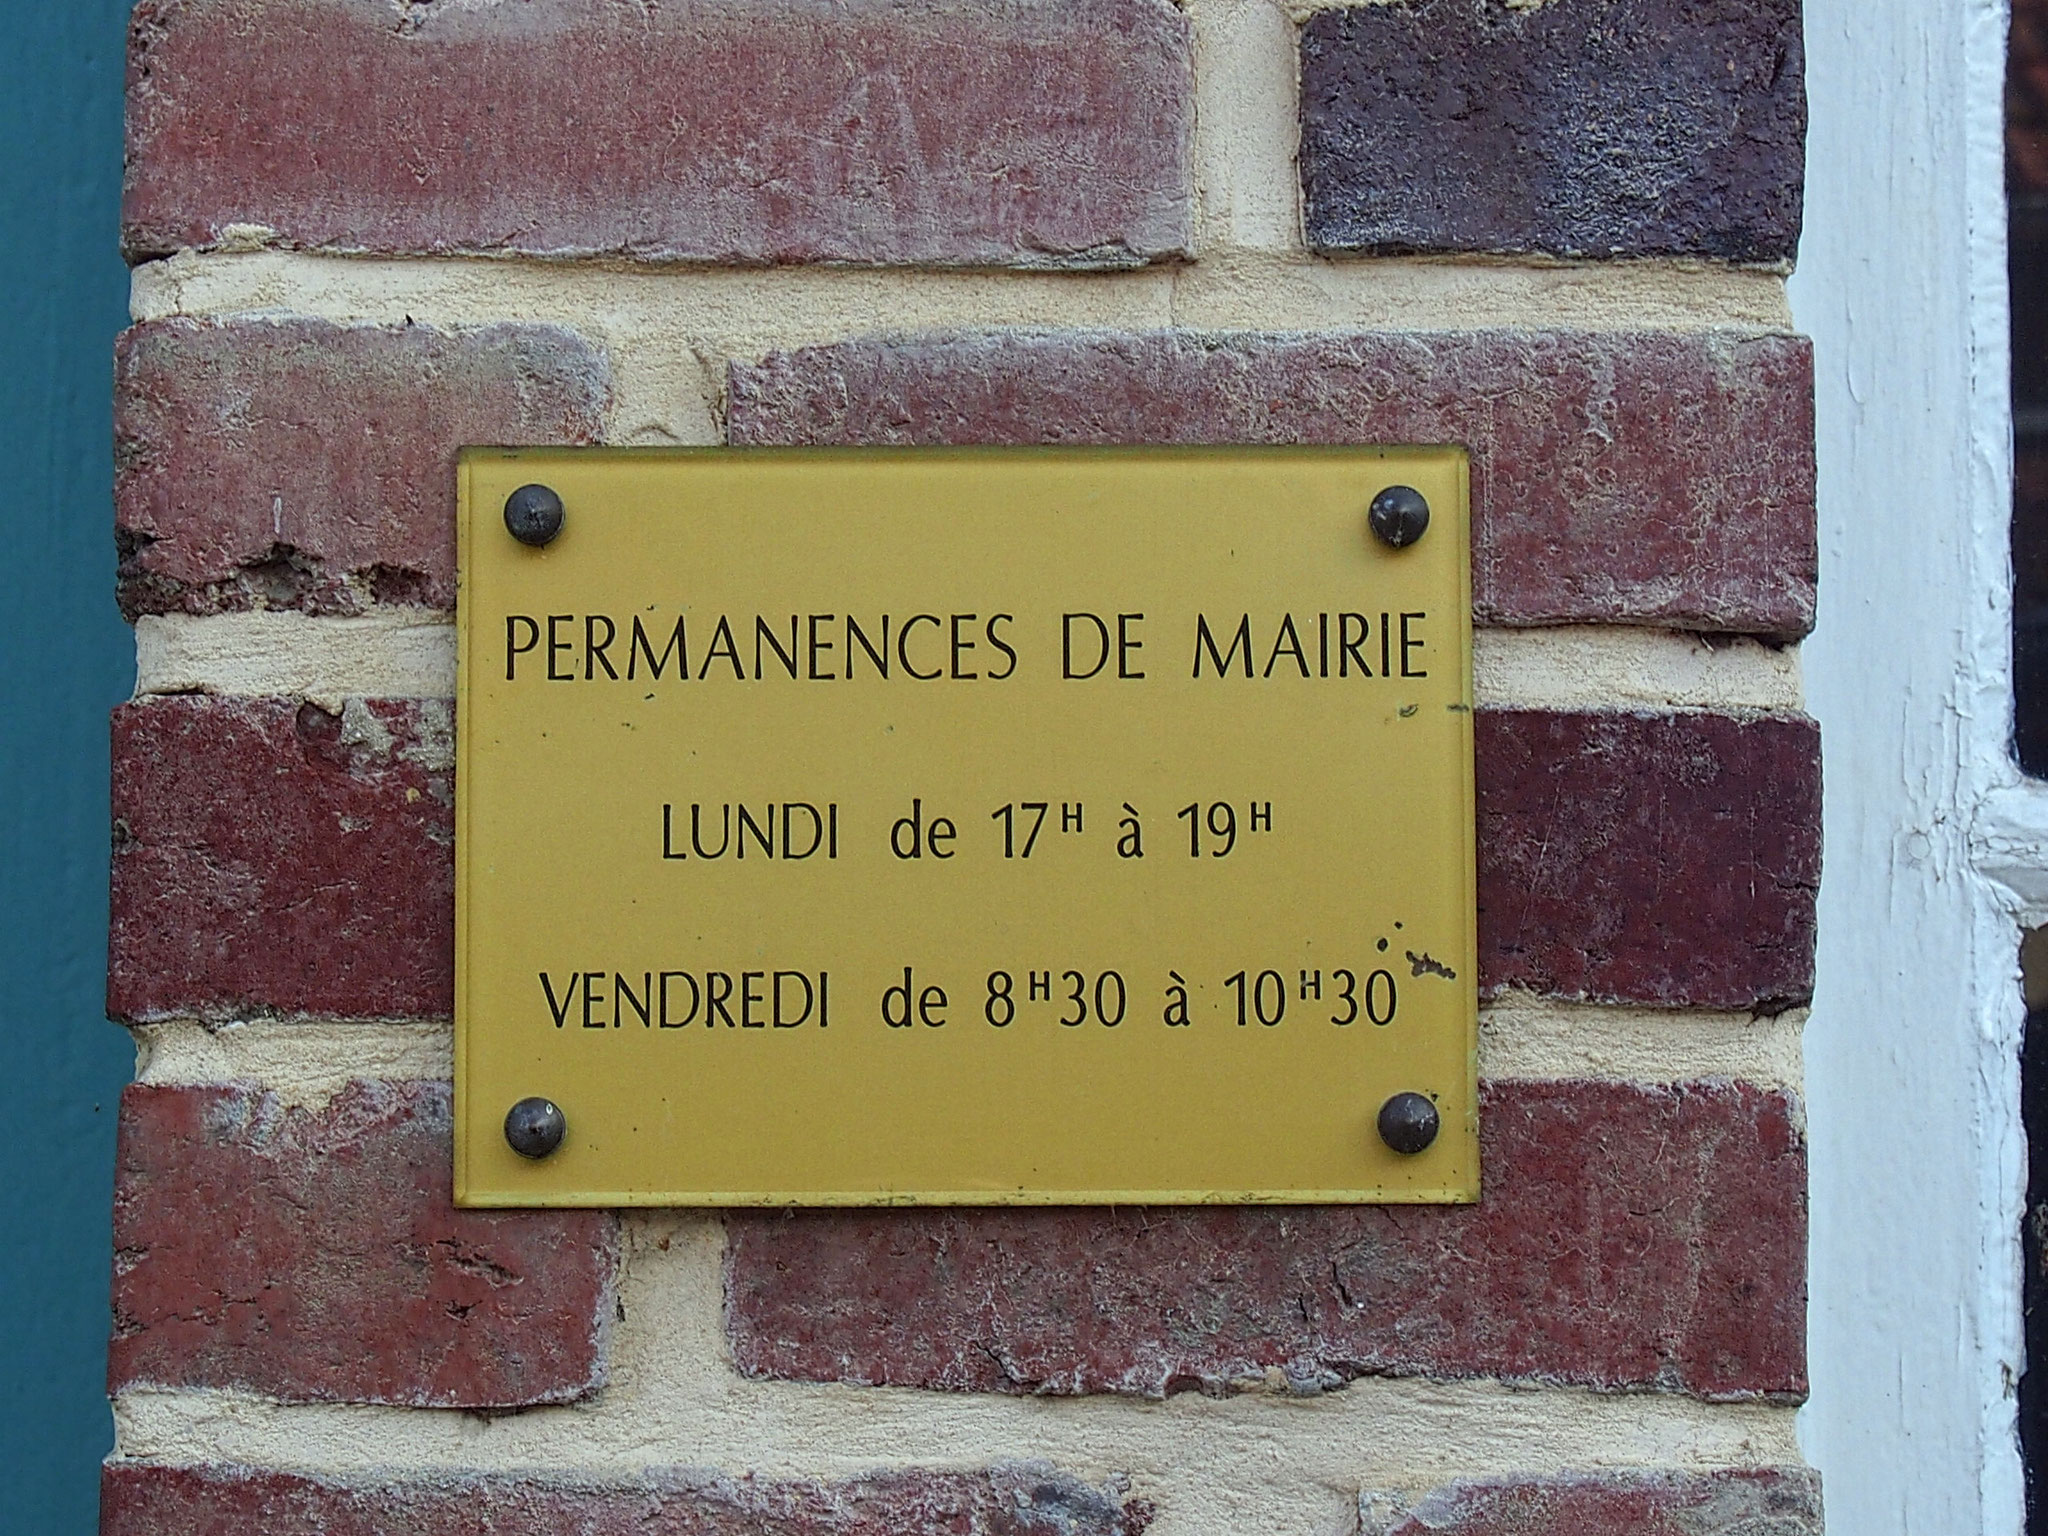 PERMANENCES DE MAIRIE
LUNDI de 17H à 19H
VENDREDI de 8H30 à 10H30